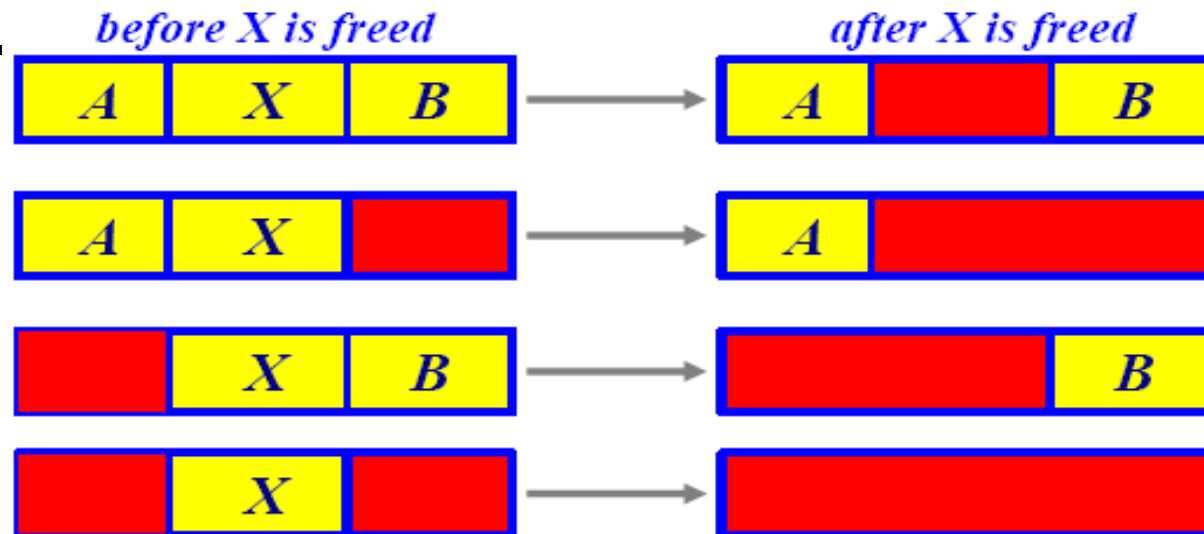 before X is freed after X is freed
A X B A B
A X A
X B B
X